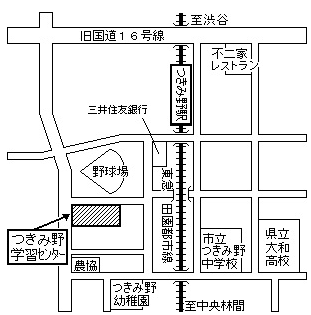 至渋谷
旧国道１６号線
不二家
レストラン
つきみ野駅
三井住友銀行
野球場
東急
田園都市線
つきみ野
学習センター
市立
つきみ野
中学校
県立
大和
高校
農協
つきみ野
幼稚園
至中央林間